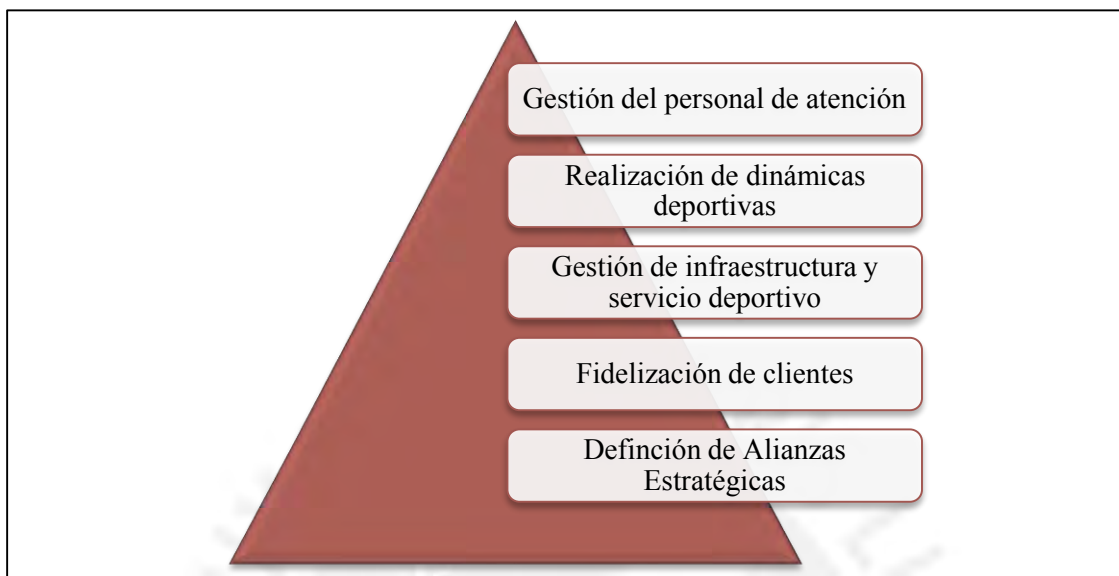 Gestión del personal de atención
Realización de dinámicas
deportivas
Gestión de infraestructura y
servicio deportivo
Fidelización de clientes
Definción de Alianzas
Estratégicas